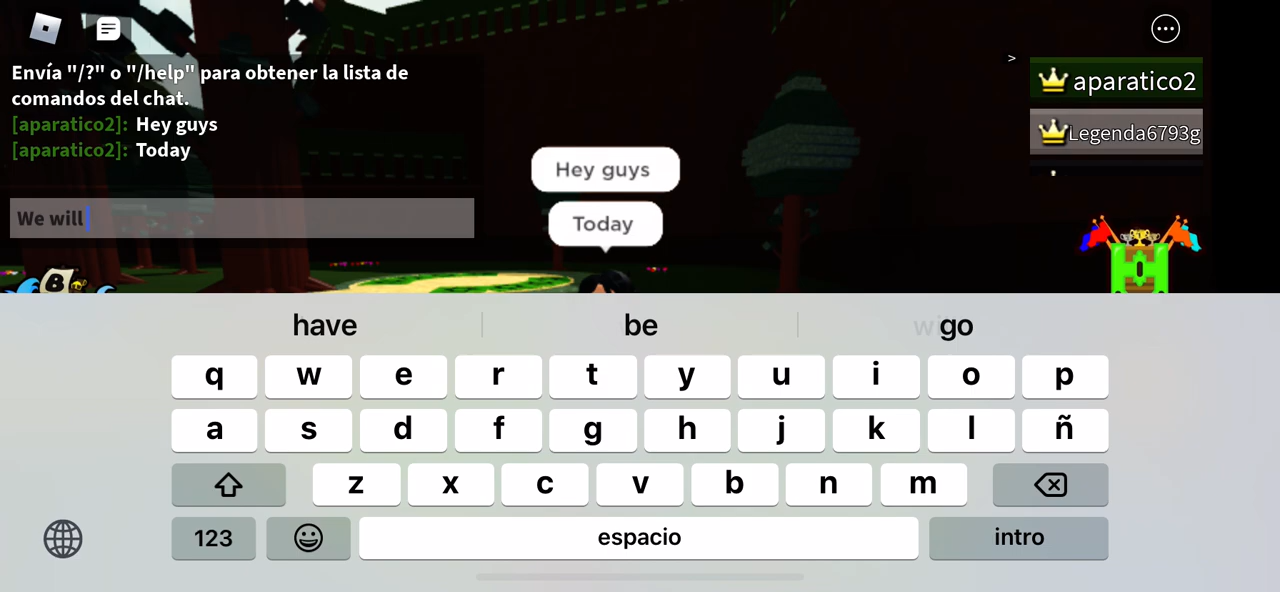 Envía "/?" o "/help" para obtener la lista de
comandos del chat.
[aparatico2]: Hey guys
[aparatico2]: Today
We will
>
aparatico2
Legenda6793g
Hey guys
Today
B
have be go
q w e r t y u i o p
a s d f g h j k l ñ
z x c v b n m
123 espacio intro